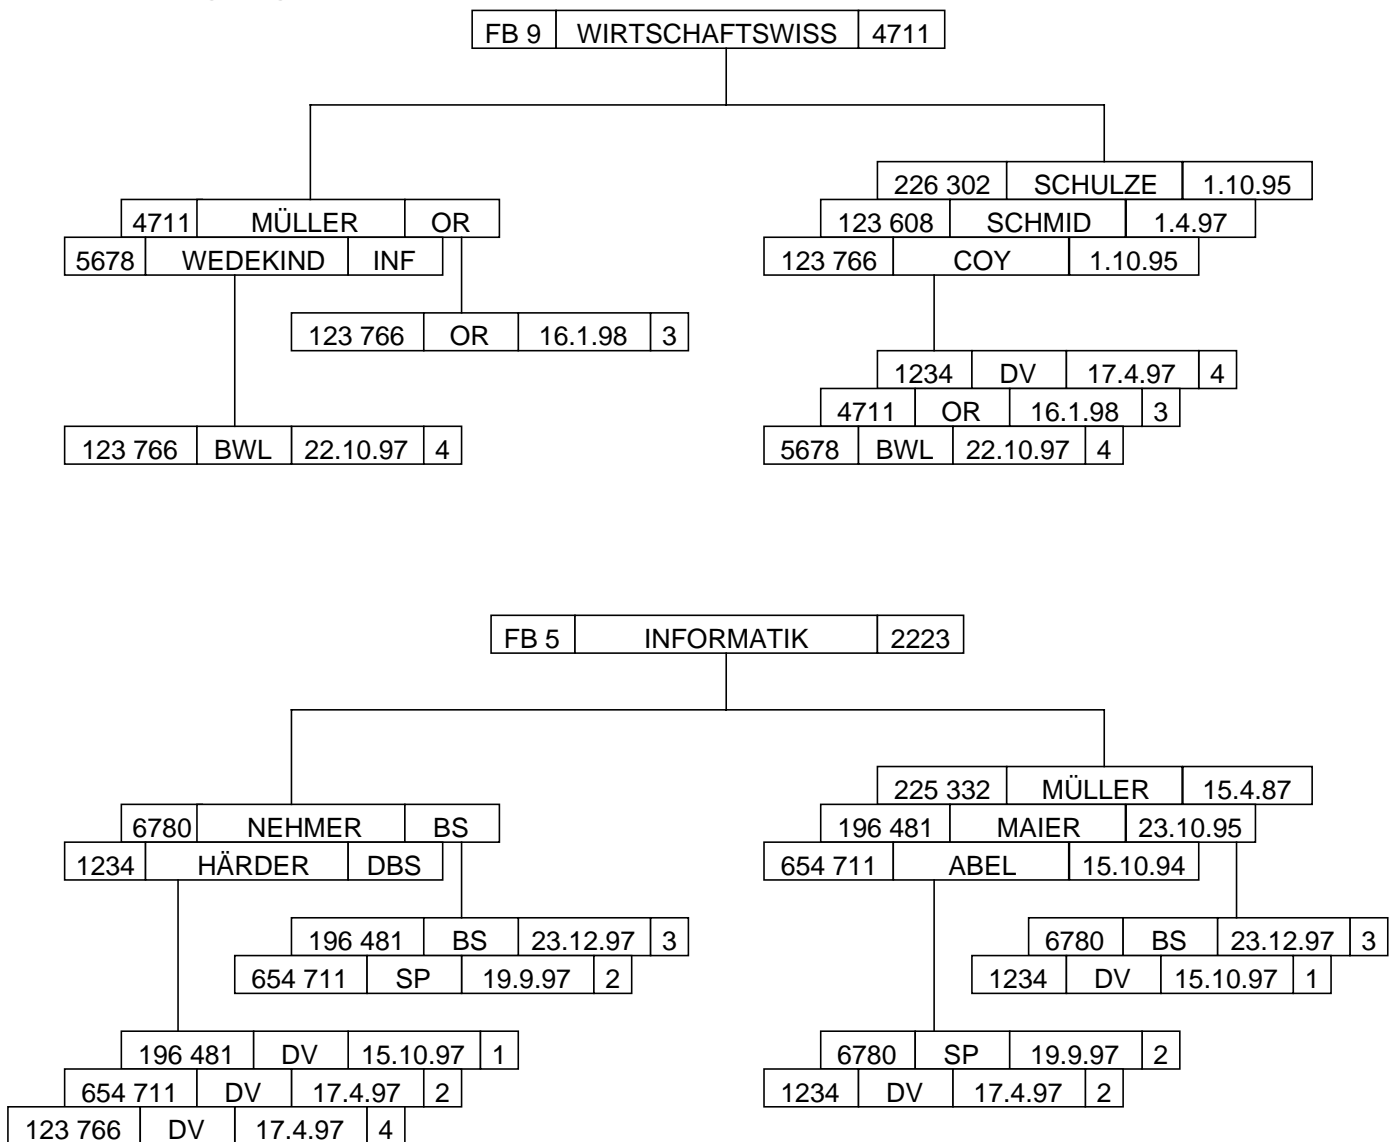 FB 9 WIRTSCHAFTSWISS 4711
226 302 SCHULZE 1.10.95
4711 MÜLLER OR
123 608 SCHMID 1.4.97
5678 WEDEKIND INF
123 766 COY 1.10.95
123 766 OR 16.1.98 3
1234 DV 17.4.97 4
4711 OR 16.1.98 3
123 766 BWL 22.10.97 4
5678 BWL 22.10.97 4
FB 5 INFORMATIK 2223
225 332 MÜLLER 15.4.87
6780 NEHMER BS
196 481 MAIER 23.10.95
1234 HÄRDER DBS
654 711 ABEL 15.10.94
196 481 BS 23.12.97 3
6780 BS 23.12.97 3
654 711 SP 19.9.97 2
1234 DV 15.10.97 1
196 481 DV 15.10.97 1
6780 SP 19.9.97 2
654 711 DV 17.4.97 2
1234 DV 17.4.97 2
123 766 DV 17.4.97 4